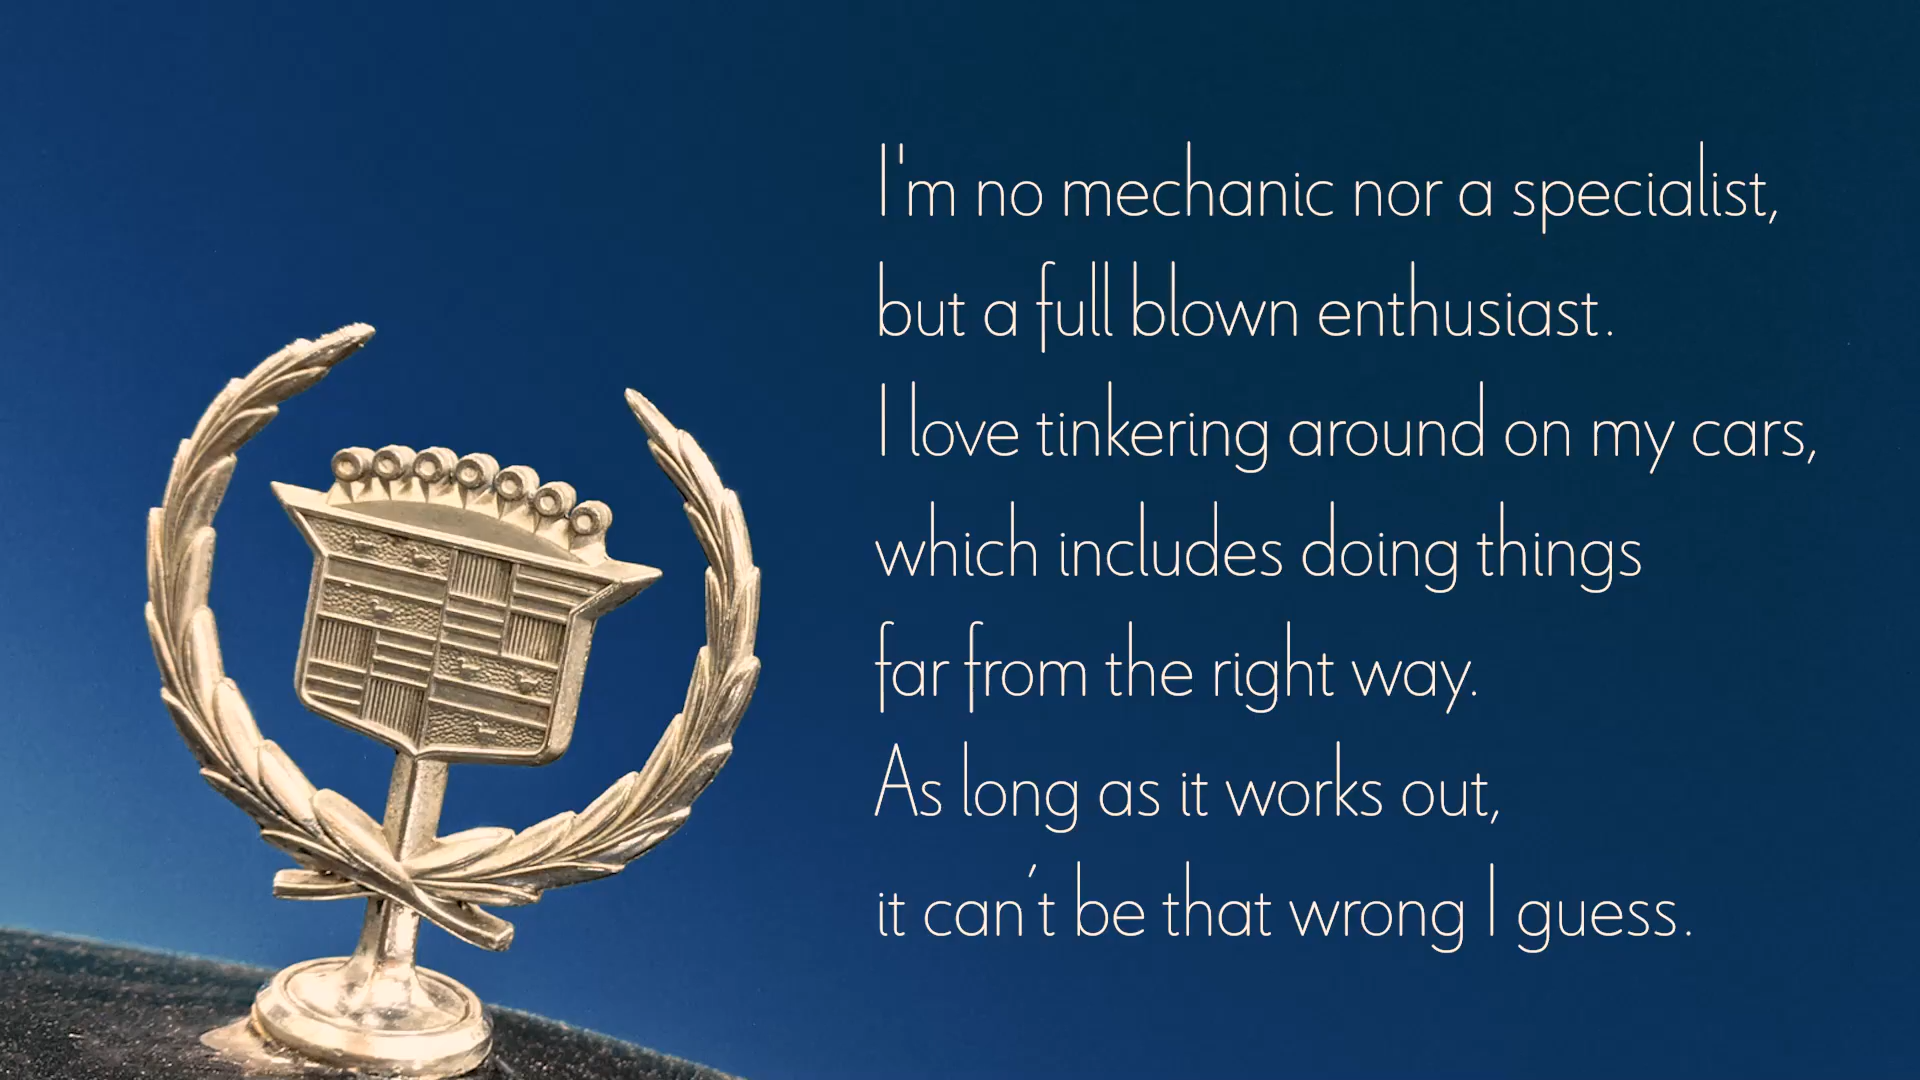 I'm no mechanic nor a specialist,
but a full blown enthusiast.
I love tinkering around on my cars,
which includes doing things
far from the right way.
As long as it works out,
it can't be that wrong I guess.